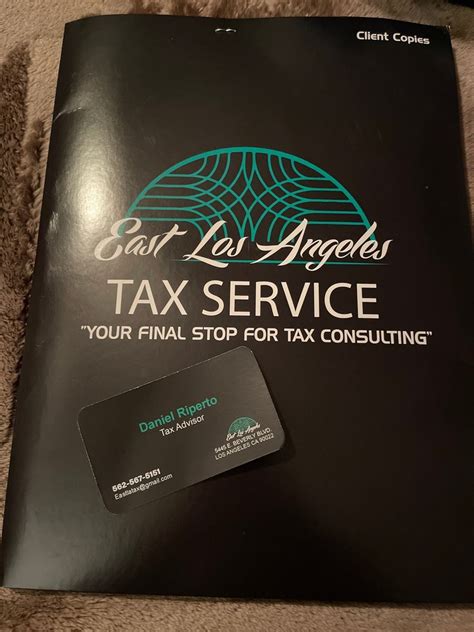 Client Copies
East Los Angeles
TAX SERVICE
"YOUR FINAL STOP FOR TAX CONSULTING"
Daniel Riperto
Tax Advisor
East Los Angeles
5445 E. BEVERLY BLVD.
LOS ANGELES CA 90022
562-567-5151
Eastlatax@gmail.com